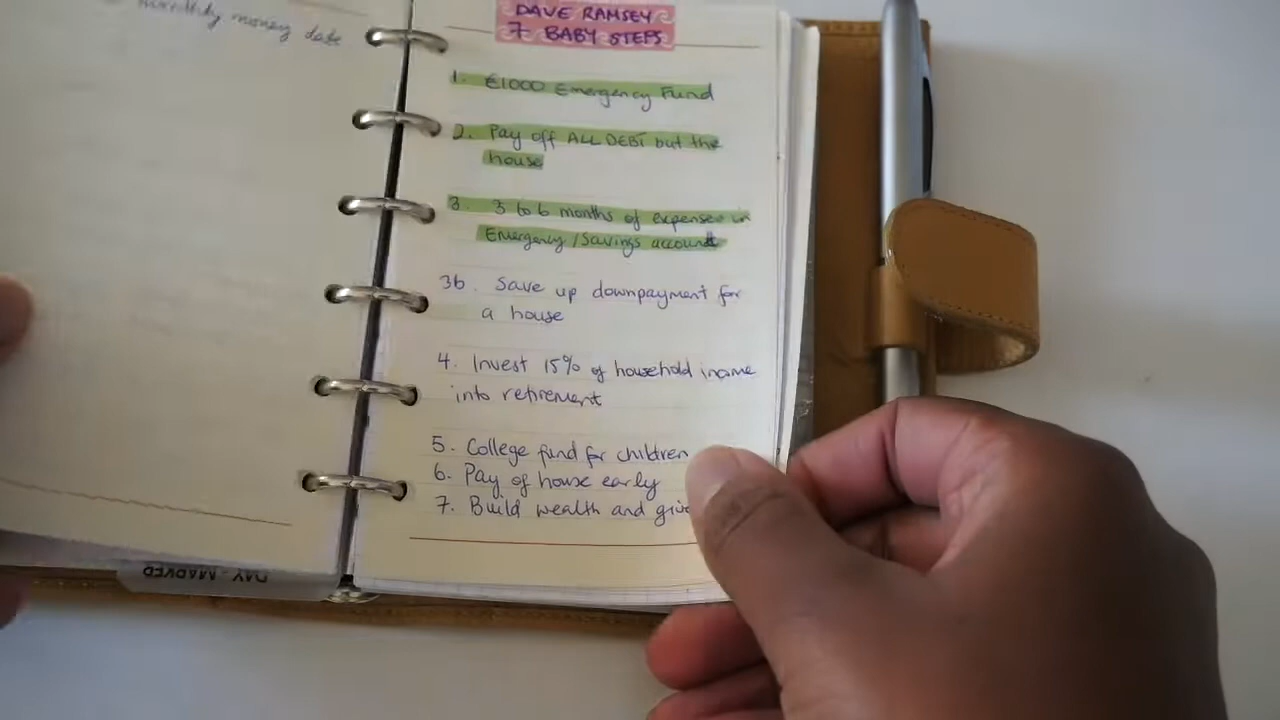 monthly money date
DAVE RAMSEY
7 BABY STEPS
1. £1000 Emergency Fund
2. Pay off ALL DEBT but the
house
3. 3 to 6 months of expenses in
Emergency / Savings account
3b. Save up downpayment for
a house
4. Invest 15% of household income
into retirement
5. College fund for children
6. Pay of house early
7. Build wealth and give
DAY - MARKED